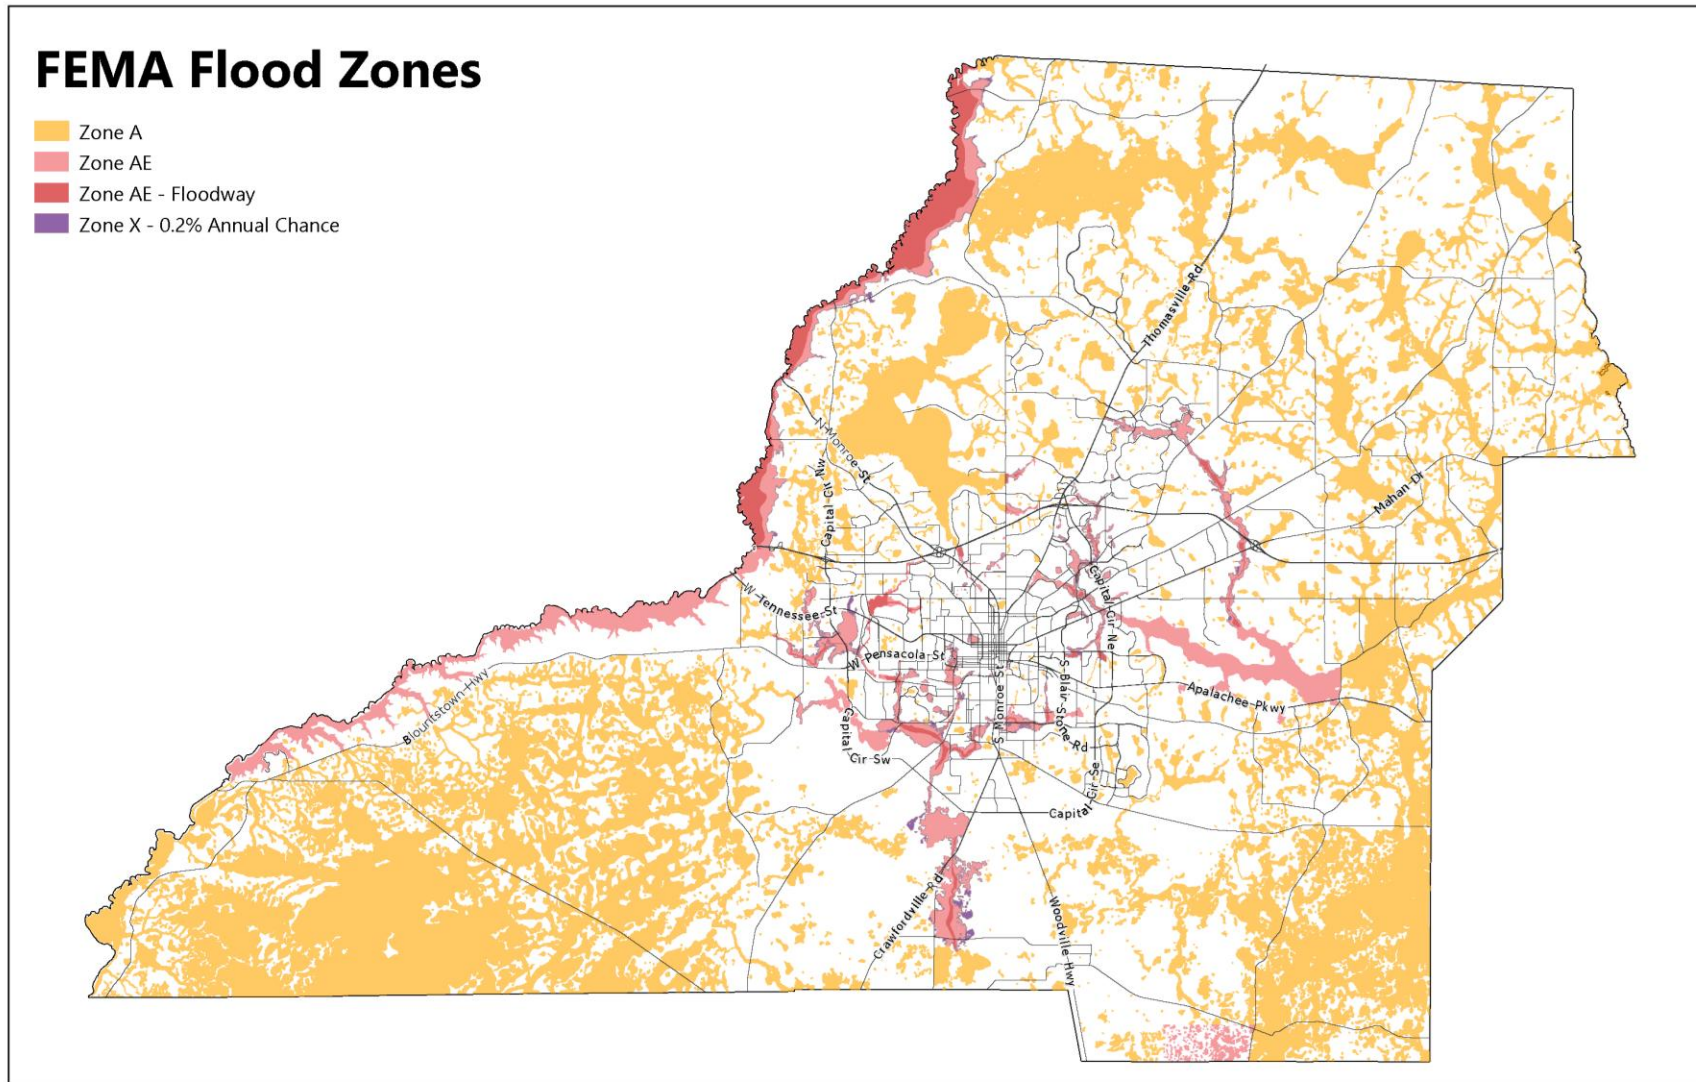 FEMA Flood Zones
Zone A
Zone AE
Zone AE - Floodway
Zone X - 0.2% Annual Chance
Thomasville Rd
N Monroe St
Capital Cir Nw
Mahan Dr
W Tennessee St
Capital Cir Ne
W Pensacola St
S Blair Stone Rd
S Monroe St
Apalachee Pkwy
Blountstown Hwy
Capital Cir Sw
Capital Cir Se
Crawfordville Rd
Woodville Hwy